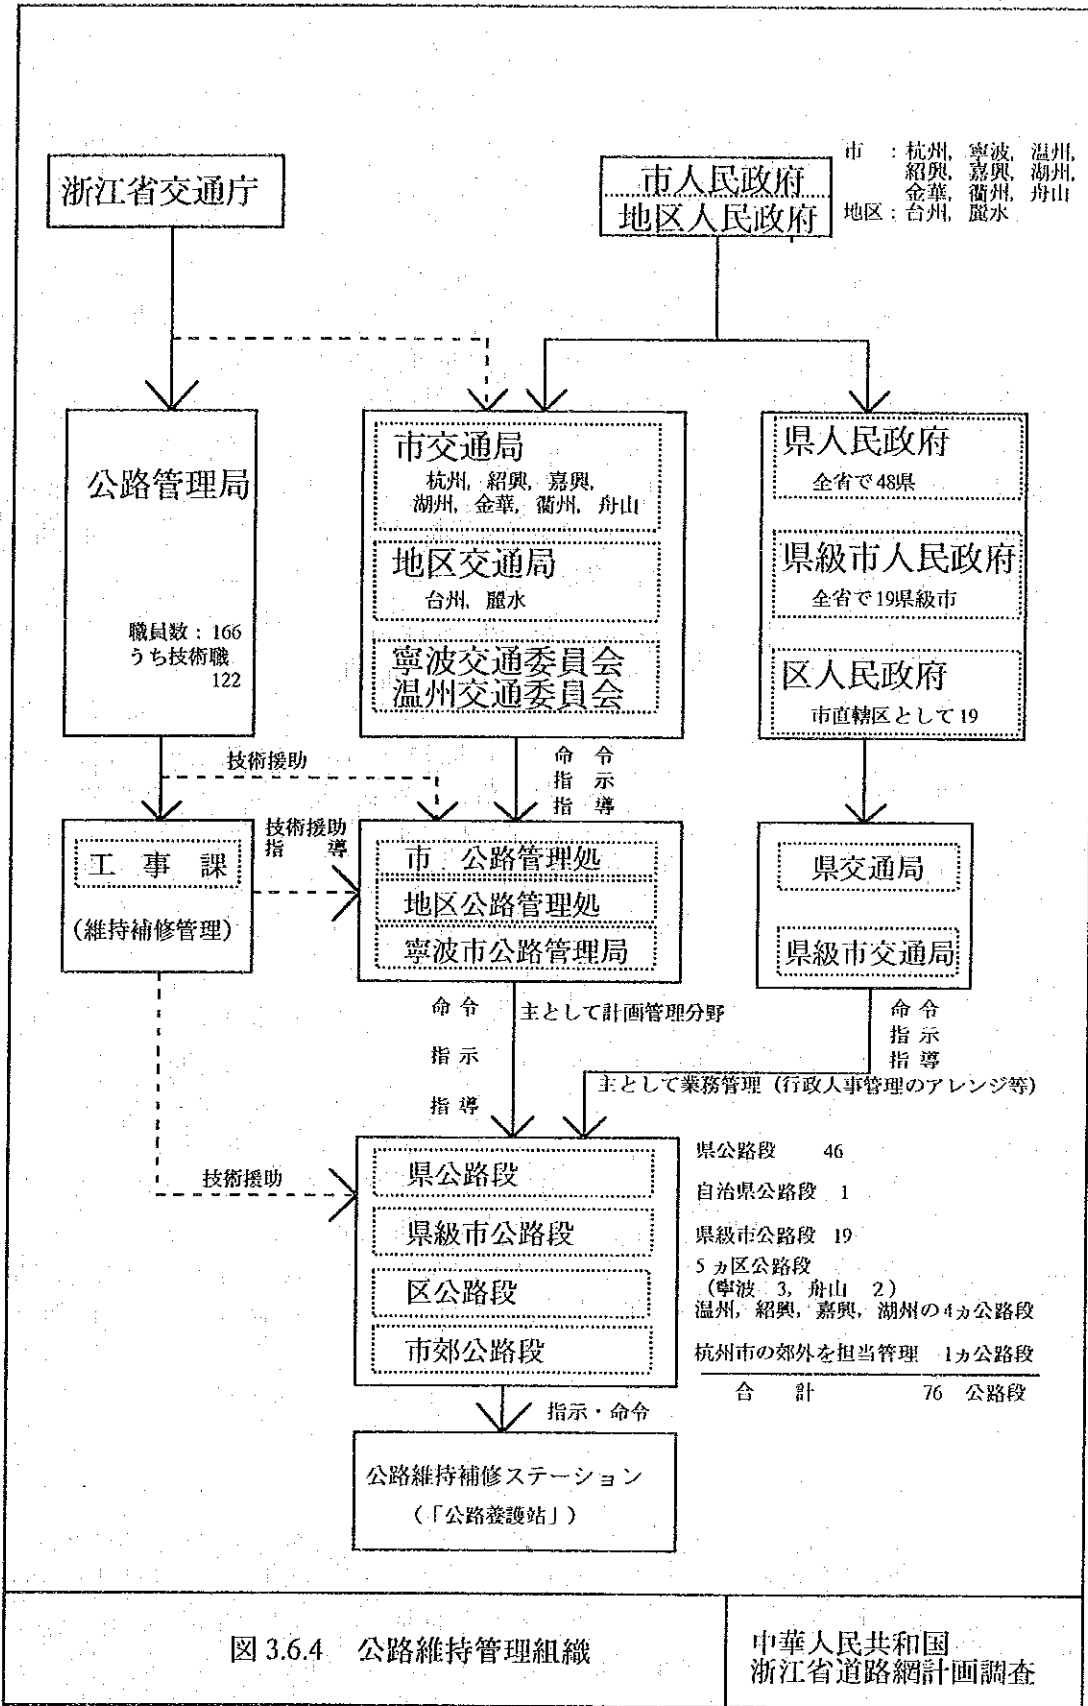 浙江省交通庁
市人民政府
地区人民政府
市 : 杭州, 寧波, 温州,
紹興, 嘉興, 湖州,
金華, 衢州, 舟山
地区 : 台州, 麗水
公路管理局
職員数 : 166
うち技術職
122
市交通局
杭州, 紹興, 嘉興,
湖州, 金華, 衢州, 舟山
地区交通局
台州, 麗水
寧波交通委員会
温州交通委員会
県人民政府
全省で48県
県級市人民政府
全省で19県級市
区人民政府
市直轄区として19
技術援助
命 令
指 示
指 導
工 事 課
(維持補修管理)
技術援助
指 導
市 公路管理処
地区公路管理処
寧波市公路管理局
県交通局
県級市交通局
命 令
指 示
指 導
主として計画管理分野
命 令
指 示
指 導
主として業務管理 (行政人事管理のアレンジ等)
技術援助
県公路段
県級市公路段
区公路段
市郊公路段
県公路段 46
自治県公路段 1
県級市公路段 19
5ヵ区公路段
(寧波 3, 舟山 2)
温州, 紹興, 嘉興, 湖州の4ヵ公路段
杭州市の郊外を担当管理 1ヵ公路段
合 計 76 公路段
指示・命令
公路維持補修ステーション
(「公路養護站」)
図 3.6.4 公路維持管理組織
中華人民共和国
浙江省道路網計画調査